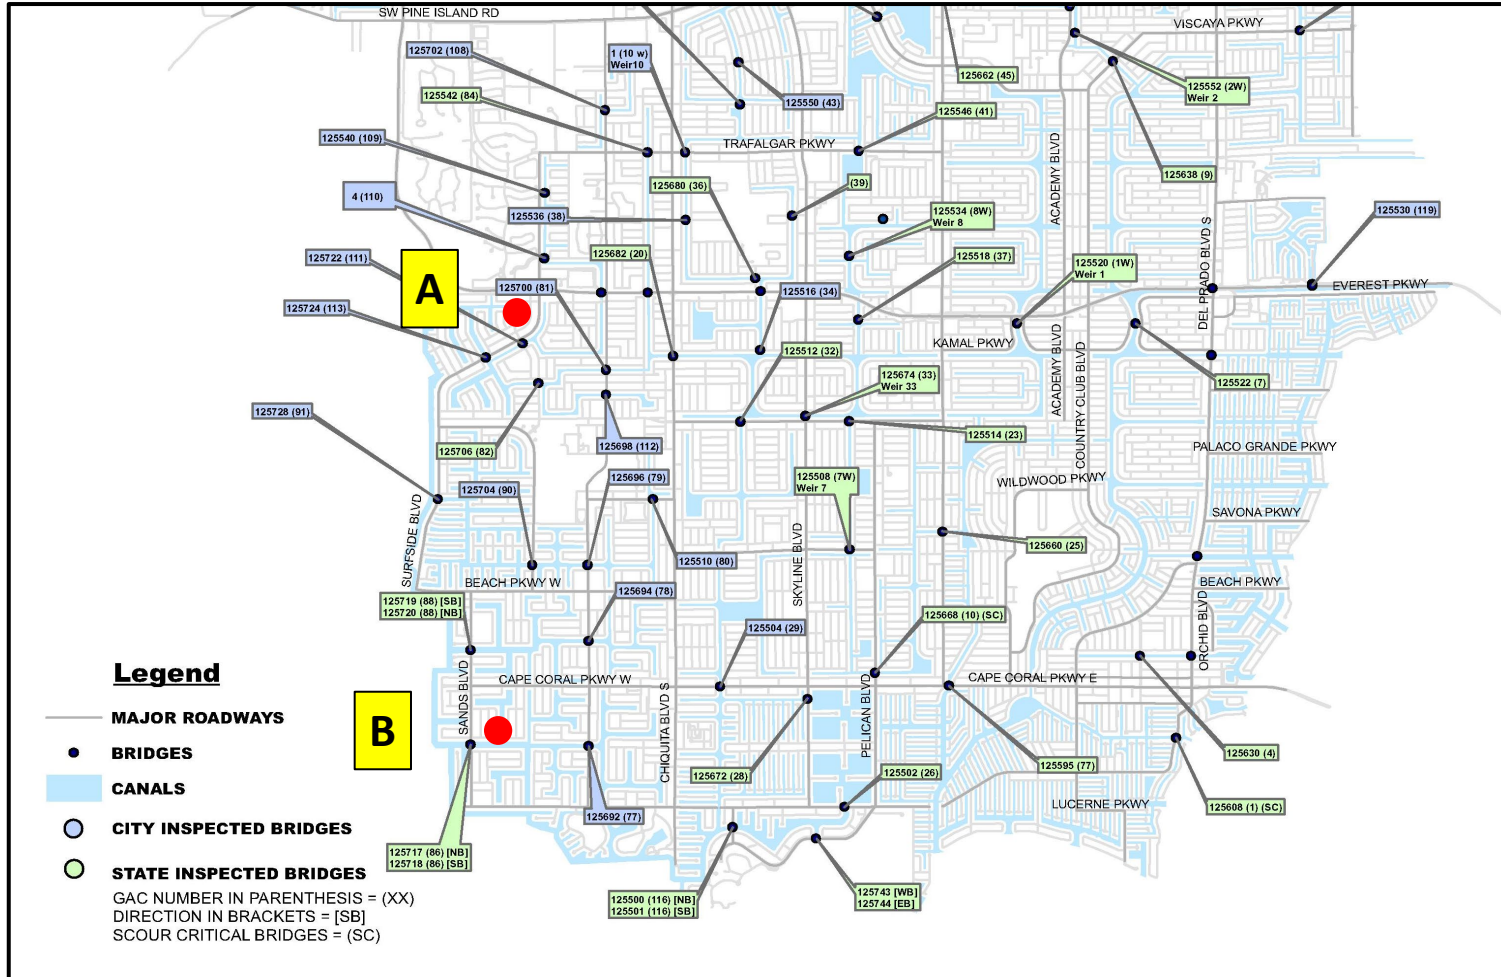 SW PINE ISLAND RD
VISCAYA PKWY
125702 (108)
1 (10 w)
Weir10
125662 (45)
125552 (2W)
Weir 2
125542 (84)
125550 (43)
125546 (41)
125540 (109)
TRAFALGAR PKWY
ACADEMY BLVD
125638 (9)
4 (110)
125680 (36)
(39)
125536 (38)
125534 (8W)
Weir 8
125530 (119)
125722 (111)
125682 (20)
125518 (37)
125520 (1W)
Weir 1
DEL PRADO BLVD S
A
125700 (81)
125516 (34)
EVEREST PKWY
125724 (113)
KAMAL PKWY
125512 (32)
ACADEMY BLVD
COUNTRY CLUB BLVD
125674 (33)
Weir 33
125522 (7)
125728 (91)
125706 (82)
125698 (112)
125514 (23)
PALACO GRANDE PKWY
125704 (90)
125696 (79)
125508 (7W)
Weir 7
WILDWOOD PKWY
SURFSIDE BLVD
SAVONA PKWY
125660 (25)
125510 (80)
SKYLINE BLVD
BEACH PKWY W
BEACH PKWY
125719 (88) [SB]
125720 (88) [NB]
125694 (78)
125668 (10) (SC)
125504 (29)
ORCHID BLVD
Legend
SANDS BLVD
CAPE CORAL PKWY W
CHIQUITA BLVD S
PELICAN BLVD
CAPE CORAL PKWY E
MAJOR ROADWAYS
B
BRIDGES
125630 (4)
125595 (77)
125672 (28)
125502 (26)
CANALS
LUCERNE PKWY
125608 (1) (SC)
125692 (77)
CITY INSPECTED BRIDGES
125717 (86) [NB]
125718 (86) [SB]
STATE INSPECTED BRIDGES
GAC NUMBER IN PARENTHESIS = (XX)
DIRECTION IN BRACKETS = [SB]
SCOUR CRITICAL BRIDGES = (SC)
125500 (116) [NB]
125501 (116) [SB]
125743 [WB]
125744 [EB]